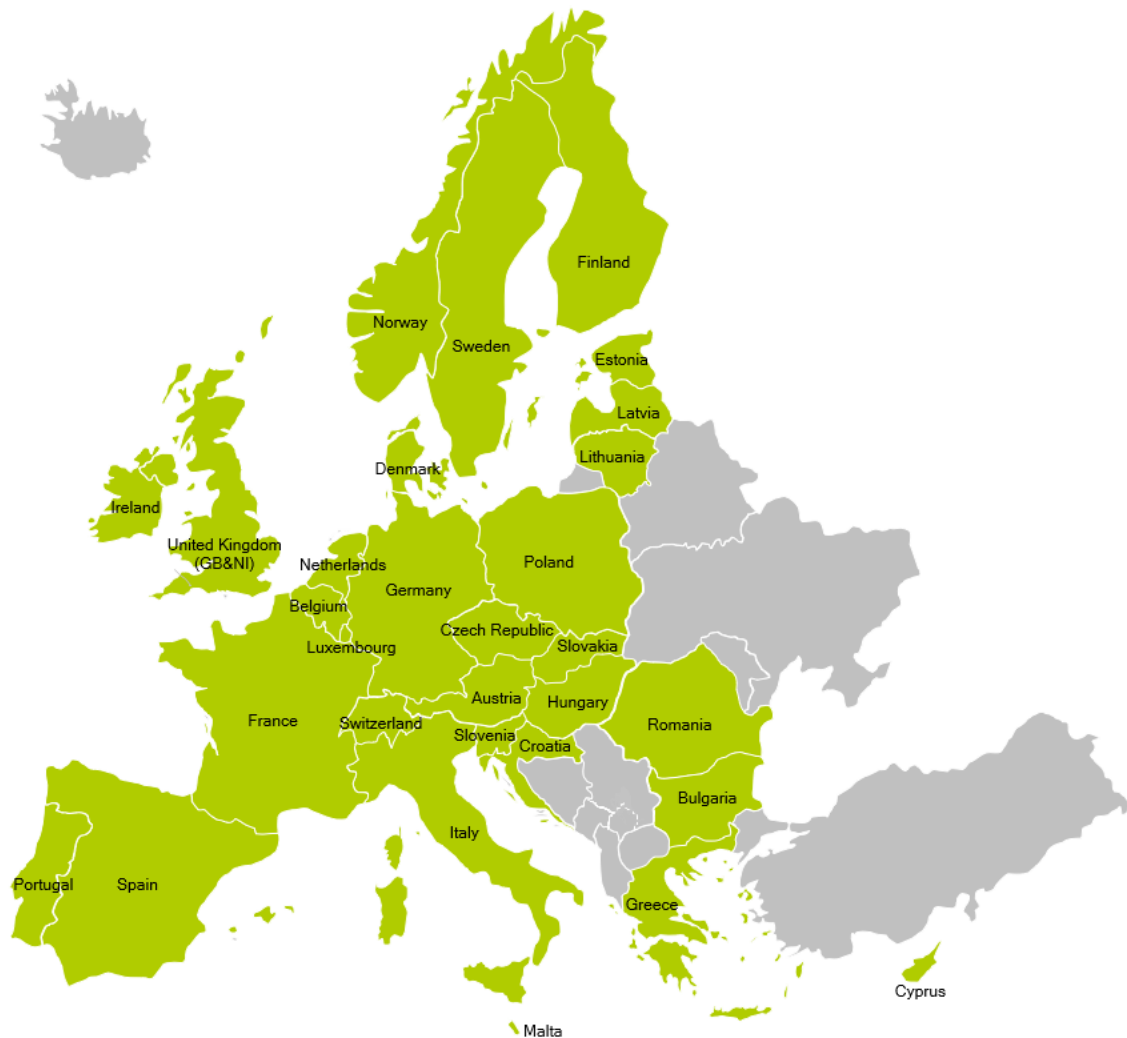 Finland
Norway
Sweden
Estonia
Latvia
Lithuania
Denmark
Ireland
United Kingdom
(GB&NI)
Netherlands
Poland
Germany
Belgium
Czech Republic
Luxembourg
Slovakia
Austria
Hungary
France
Switzerland
Romania
Slovenia
Croatia
Bulgaria
Italy
Portugal
Spain
Greece
Cyprus
Malta